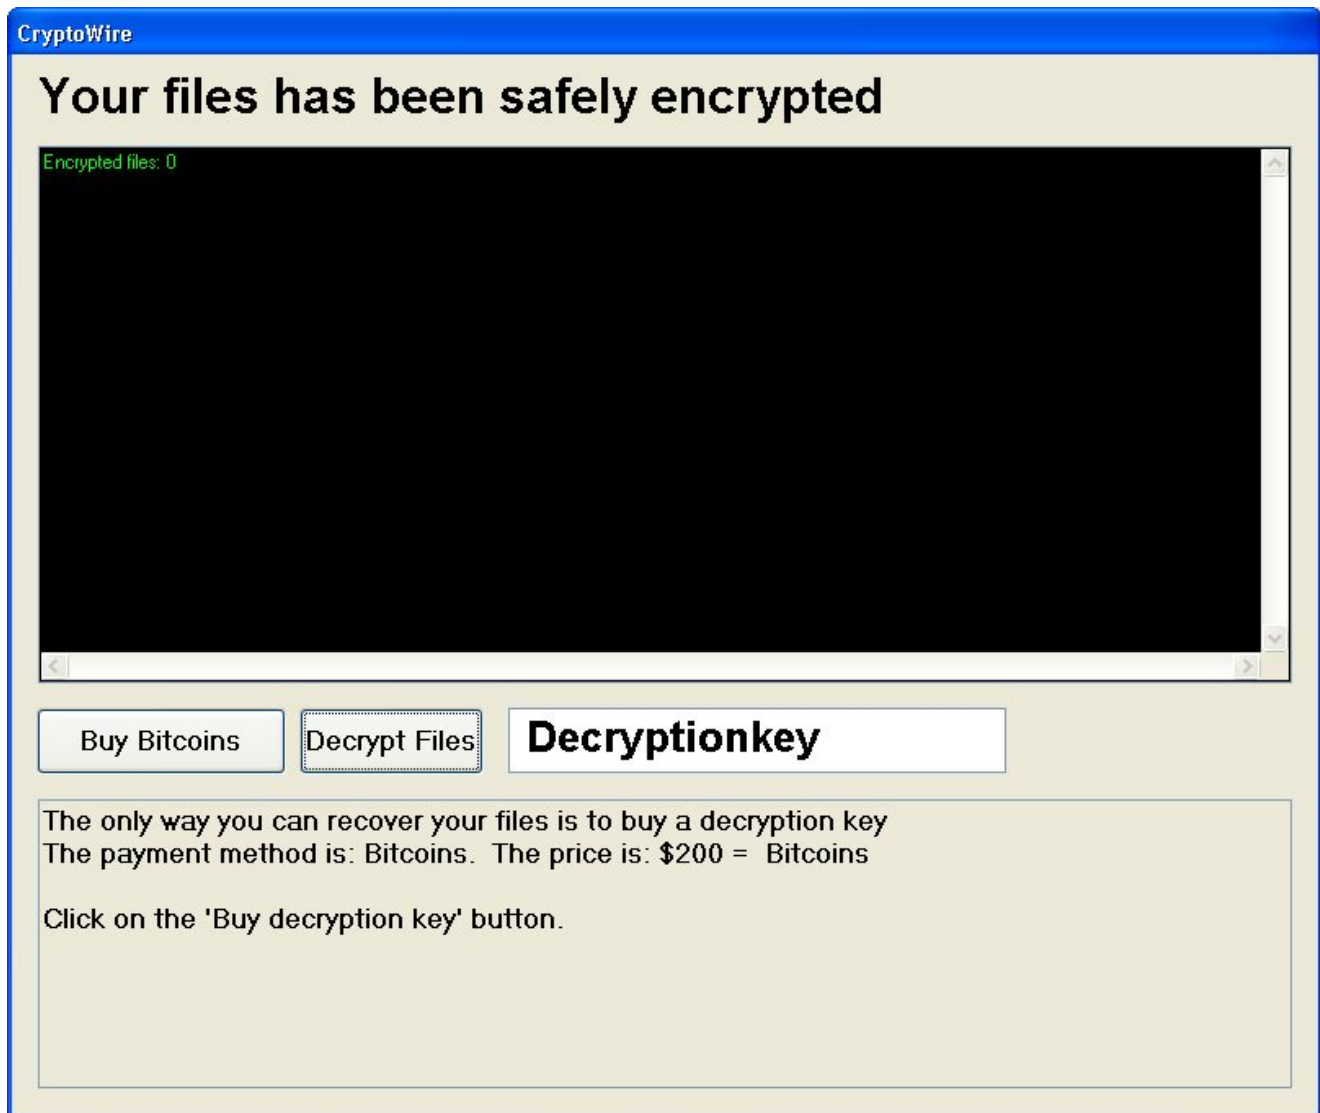 CryptoWire
Your files has been safely encrypted
Encrypted files: 0
Buy Bitcoins
Decrypt Files
Decryptionkey
The only way you can recover your files is to buy a decryption key
The payment method is: Bitcoins.  The price is: $200 =  Bitcoins
Click on the 'Buy decryption key' button.